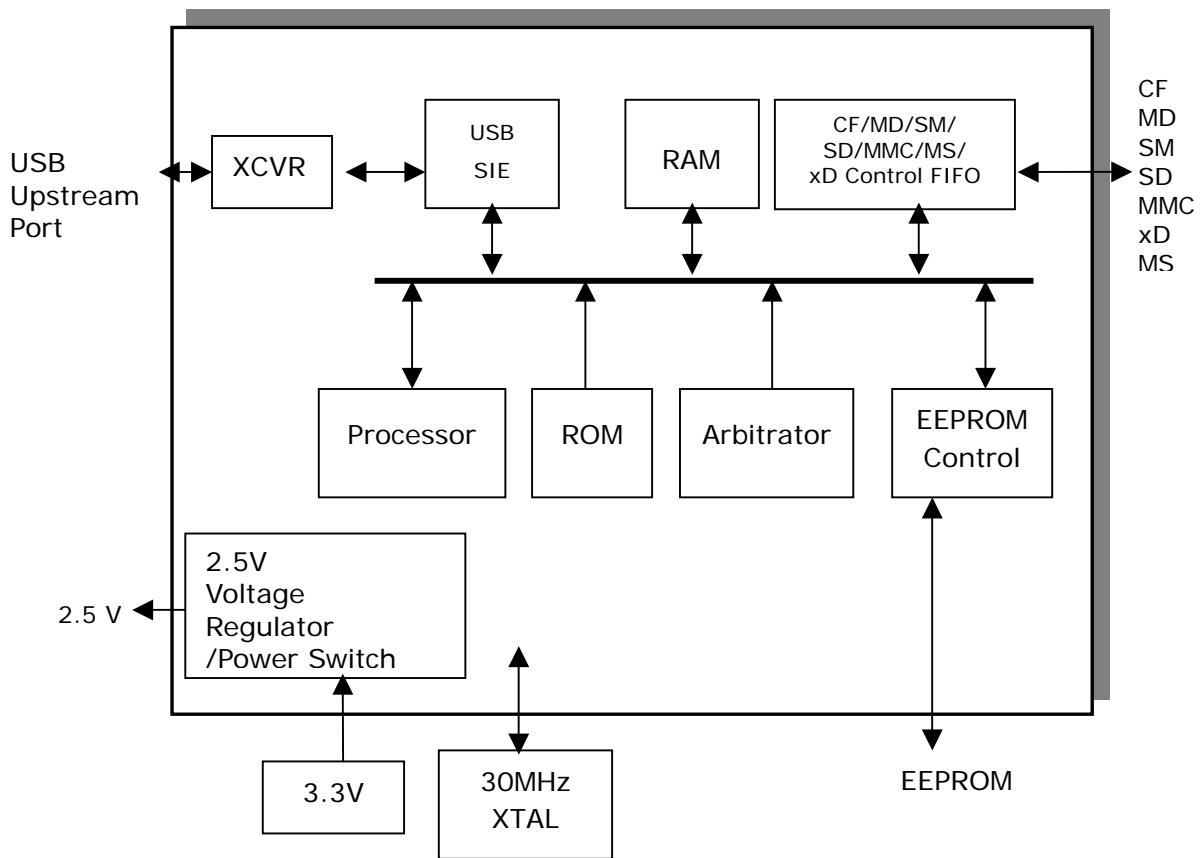 USB
Upstream
Port
XCVR
USB
SIE
RAM
CF/MD/SM/
SD/MMC/MS/
xD Control FIFO
CF
MD
SM
SD
MMC
xD
MS
Processor
ROM
Arbitrator
EEPROM
Control
2.5V
Voltage
Regulator
/Power Switch
2.5 V
3.3V
30MHz
XTAL
EEPROM